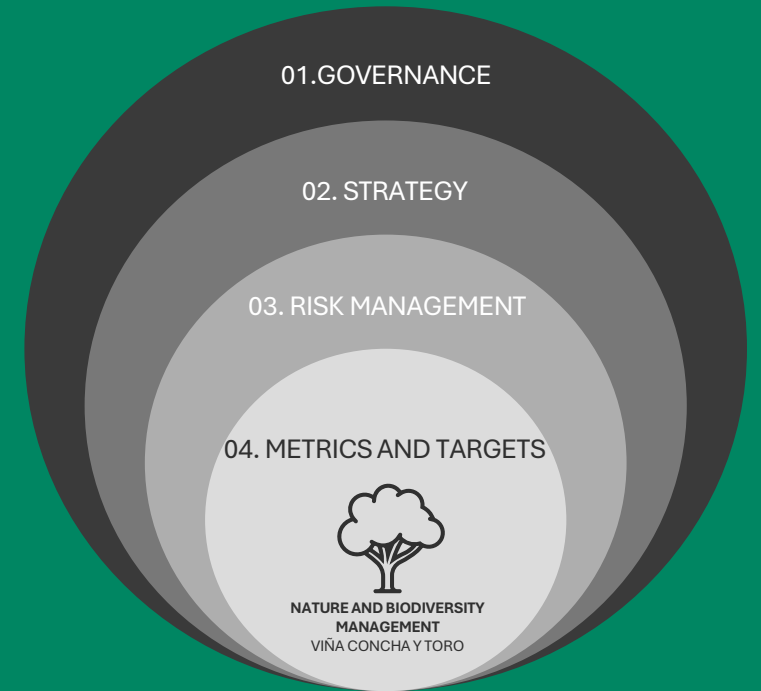 01.GOVERNANCE
02. STRATEGY
03. RISK MANAGEMENT
04. METRICS AND TARGETS
NATURE AND BIODIVERSITY
MANAGEMENT
VIÑA CONCHA Y TORO